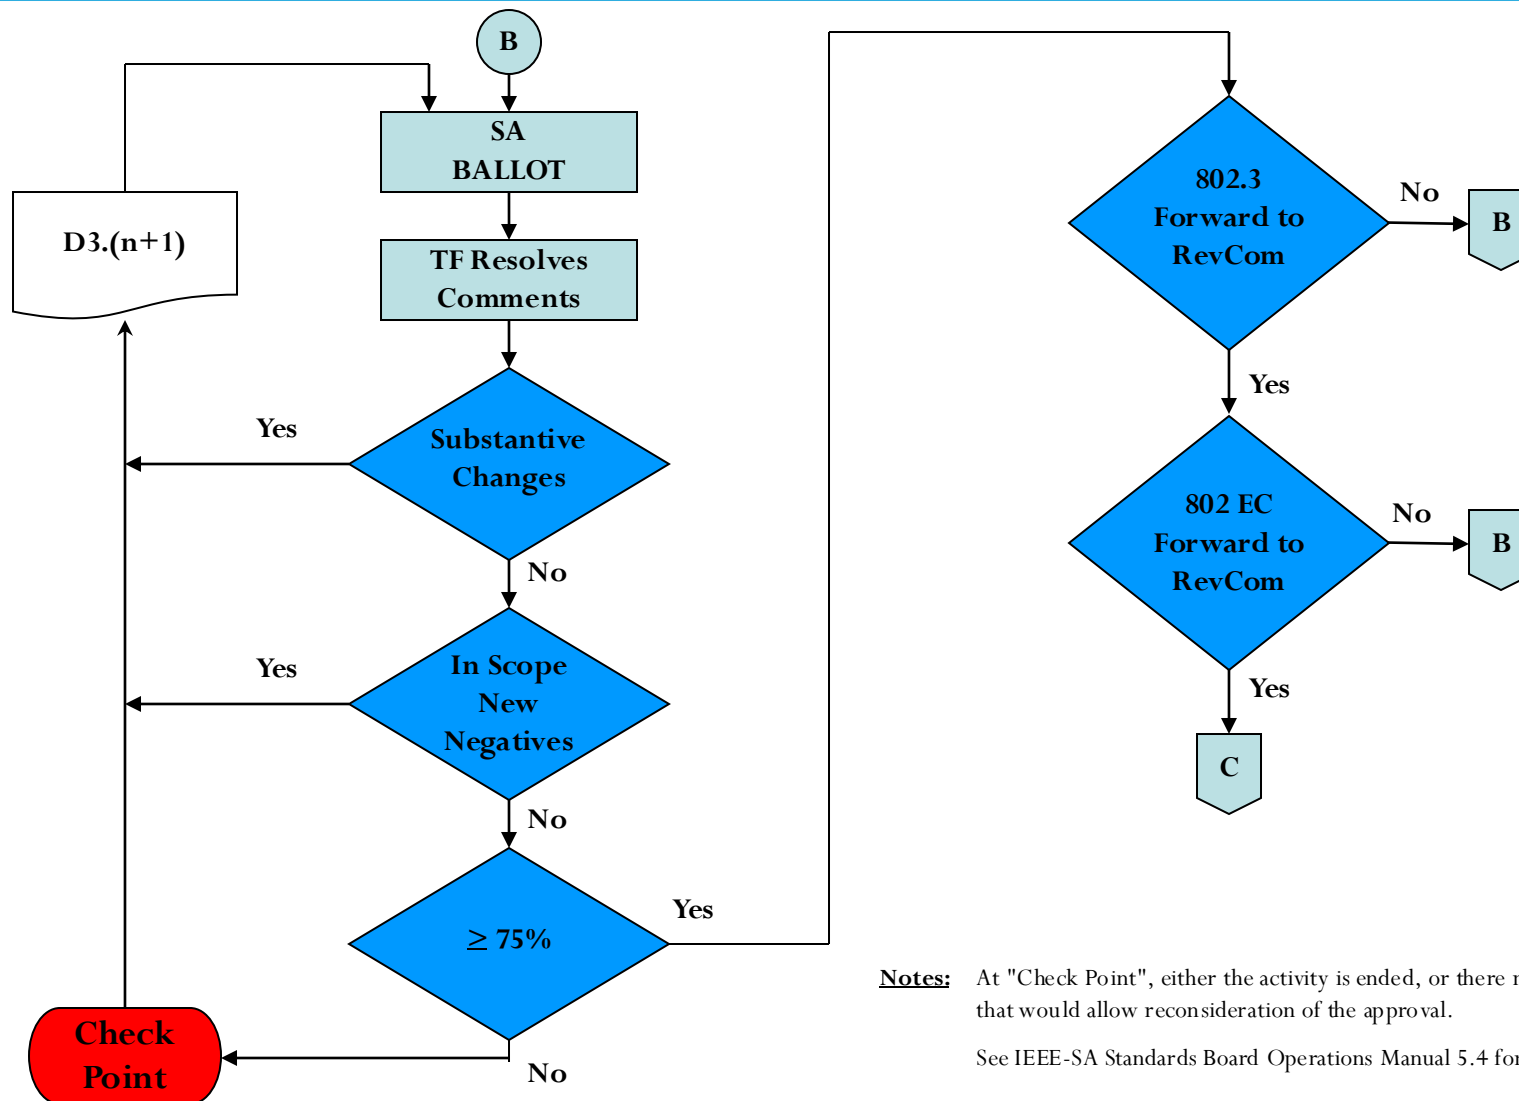 B
SA
BALLOT
D3.(n+1)
TF Resolves
Comments
Yes
Substantive
Changes
No
Yes
In Scope
New
Negatives
No
≥ 75%
Yes
No
Check
Point
802.3
Forward to
RevCom
No
B
Yes
802 EC
Forward to
RevCom
No
B
Yes
C
Notes: At "Check Point", either the activity is ended, or there
that would allow reconsideration of the approval.
See IEEE-SA Standards Board Operations Manual 5.4 for